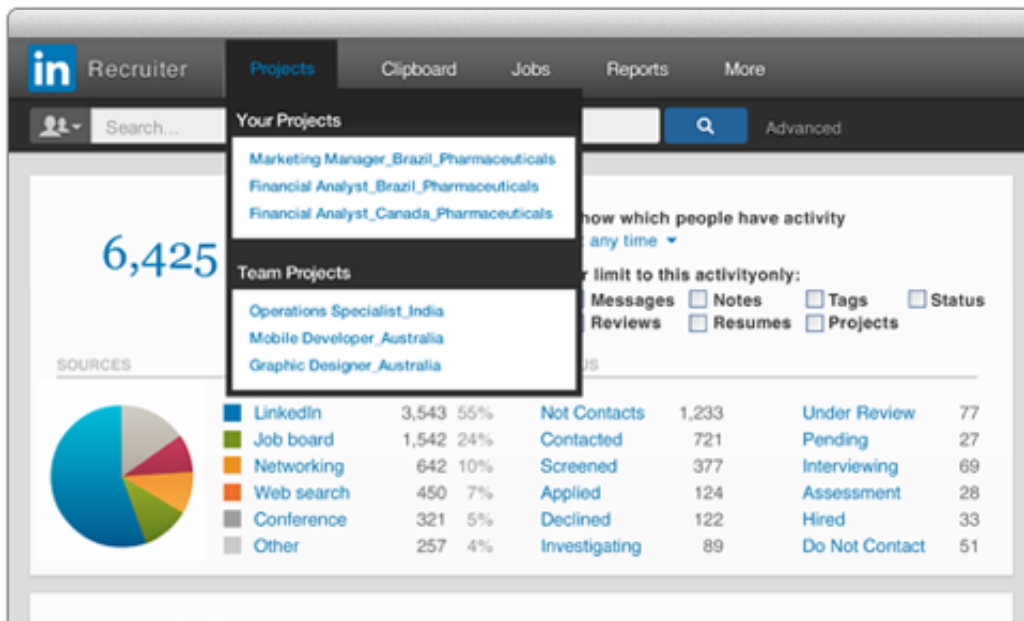 in Recruiter Projects Clipboard Jobs Reports More
Search... Advanced
Your Projects
Marketing Manager_Brazil_Pharmaceuticals
Financial Analyst_Brazil_Pharmaceuticals
Financial Analyst_Canada_Pharmaceuticals
Team Projects
Operations Specialist_India
Mobile Developer_Australia
Graphic Designer_Australia
6,425
how which people have activity
any time
limit to this activityonly:
Messages Notes Tags Status
Reviews Resumes Projects
SOURCES
LinkedIn 3,543 55% Not Contacts 1,233 Under Review 77
Job board 1,542 24% Contacted 721 Pending 27
Networking 642 10% Screened 377 Interviewing 69
Web search 450 7% Applied 124 Assessment 28
Conference 321 5% Declined 122 Hired 33
Other 257 4% Investigating 89 Do Not Contact 51